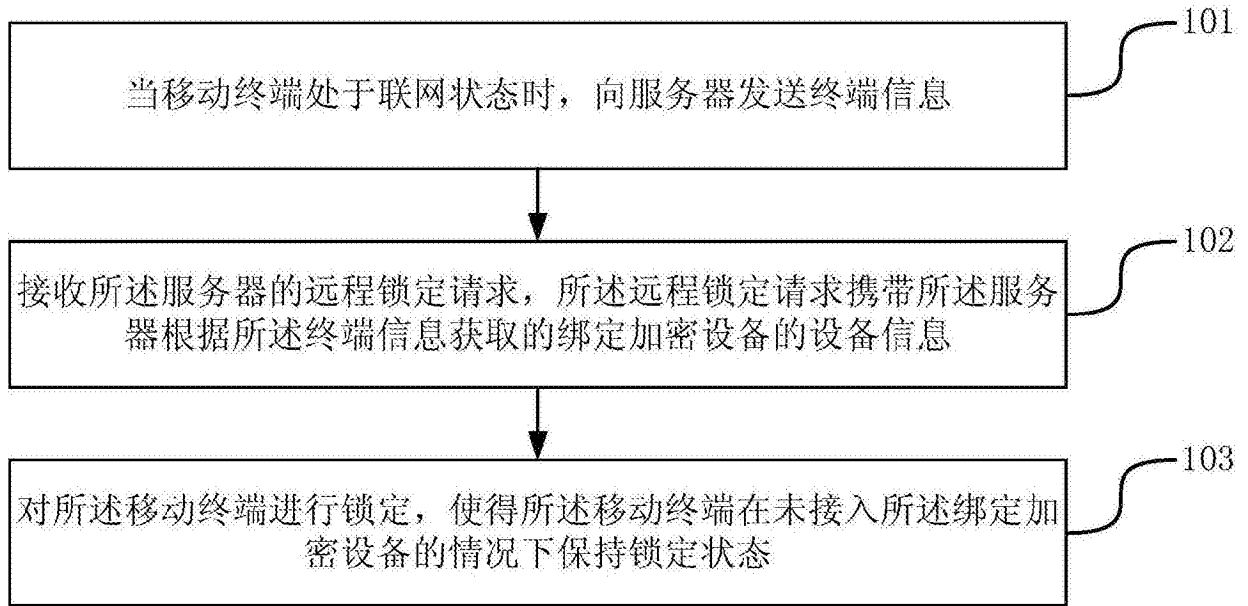 101
当移动终端处于联网状态时，向服务器发送终端信息
102
接收所述服务器的远程锁定请求，所述远程锁定请求携带所述服务
器根据所述终端信息获取的绑定加密设备的设备信息
103
对所述移动终端进行锁定，使得所述移动终端在未接入所述绑定加
密设备的情况下保持锁定状态